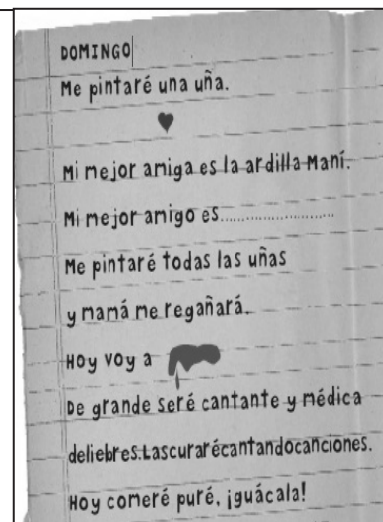 DOMINGO
Me pintaré una uña.
Mi mejor amiga es la ardilla Maní.
Mi mejor amigo es........................
Me pintaré todas las uñas
y mamá me regañará.
Hoy voy a
De grande seré cantante y médica
deliebres.Lascurarécantandocanciones.
Hoy comeré puré, ¡guácala!